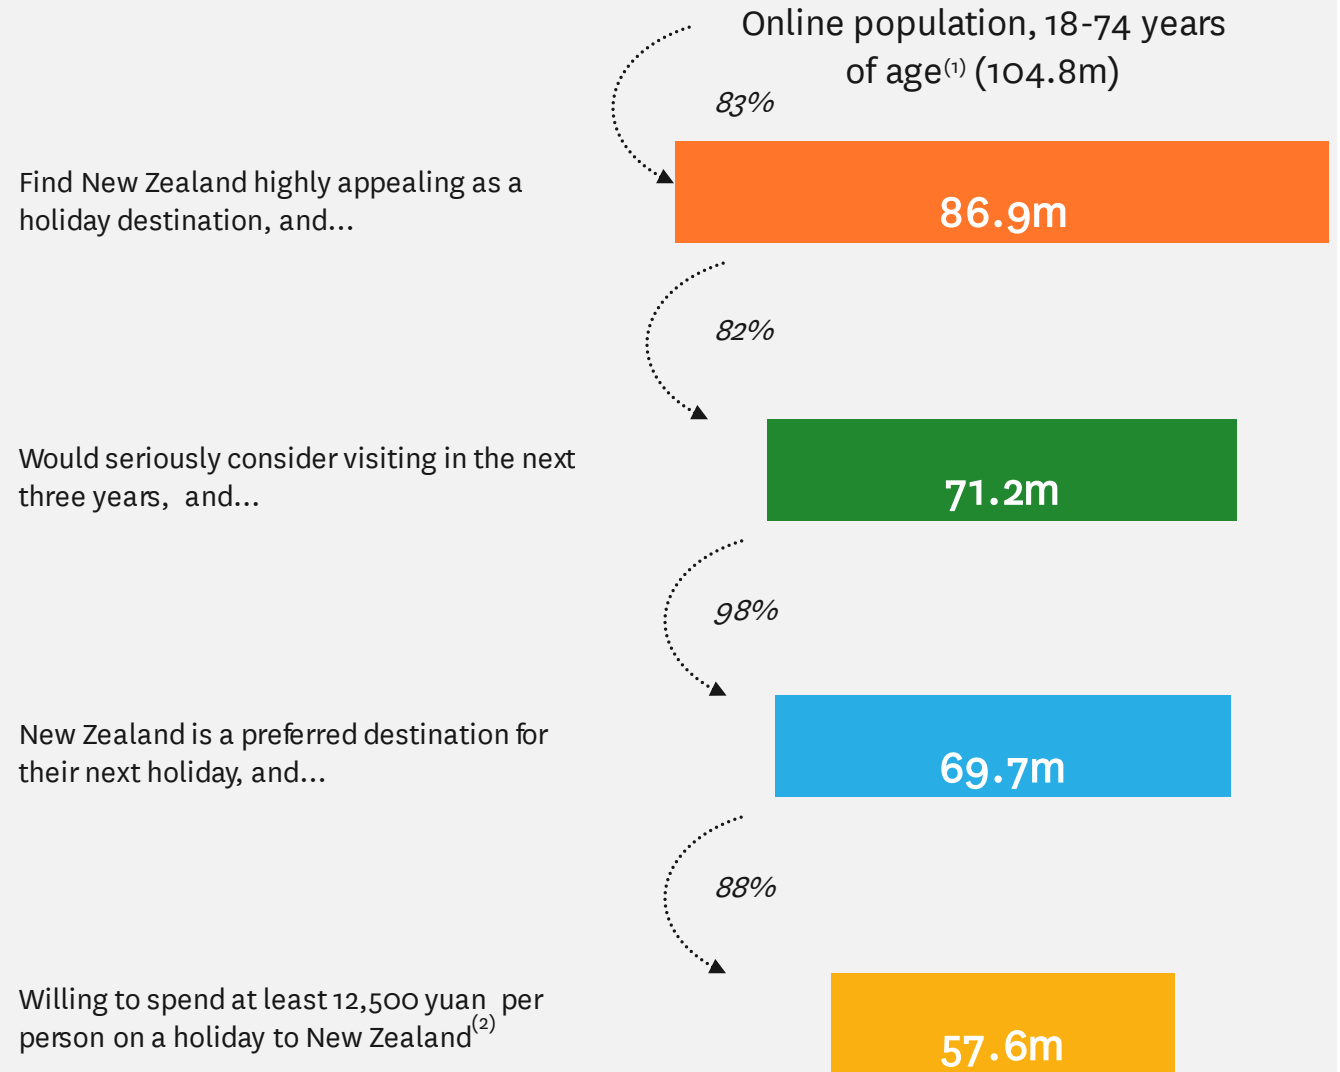 Online population, 18-74 years
of age(1) (104.8m)
83%
Find New Zealand highly appealing as a
holiday destination, and...
86.9m
82%
Would seriously consider visiting in the next
three years, and...
71.2m
98%
New Zealand is a preferred destination for
their next holiday, and...
69.7m
88%
Willing to spend at least 12,500 yuan per
person on a holiday to New Zealand(2)
57.6m